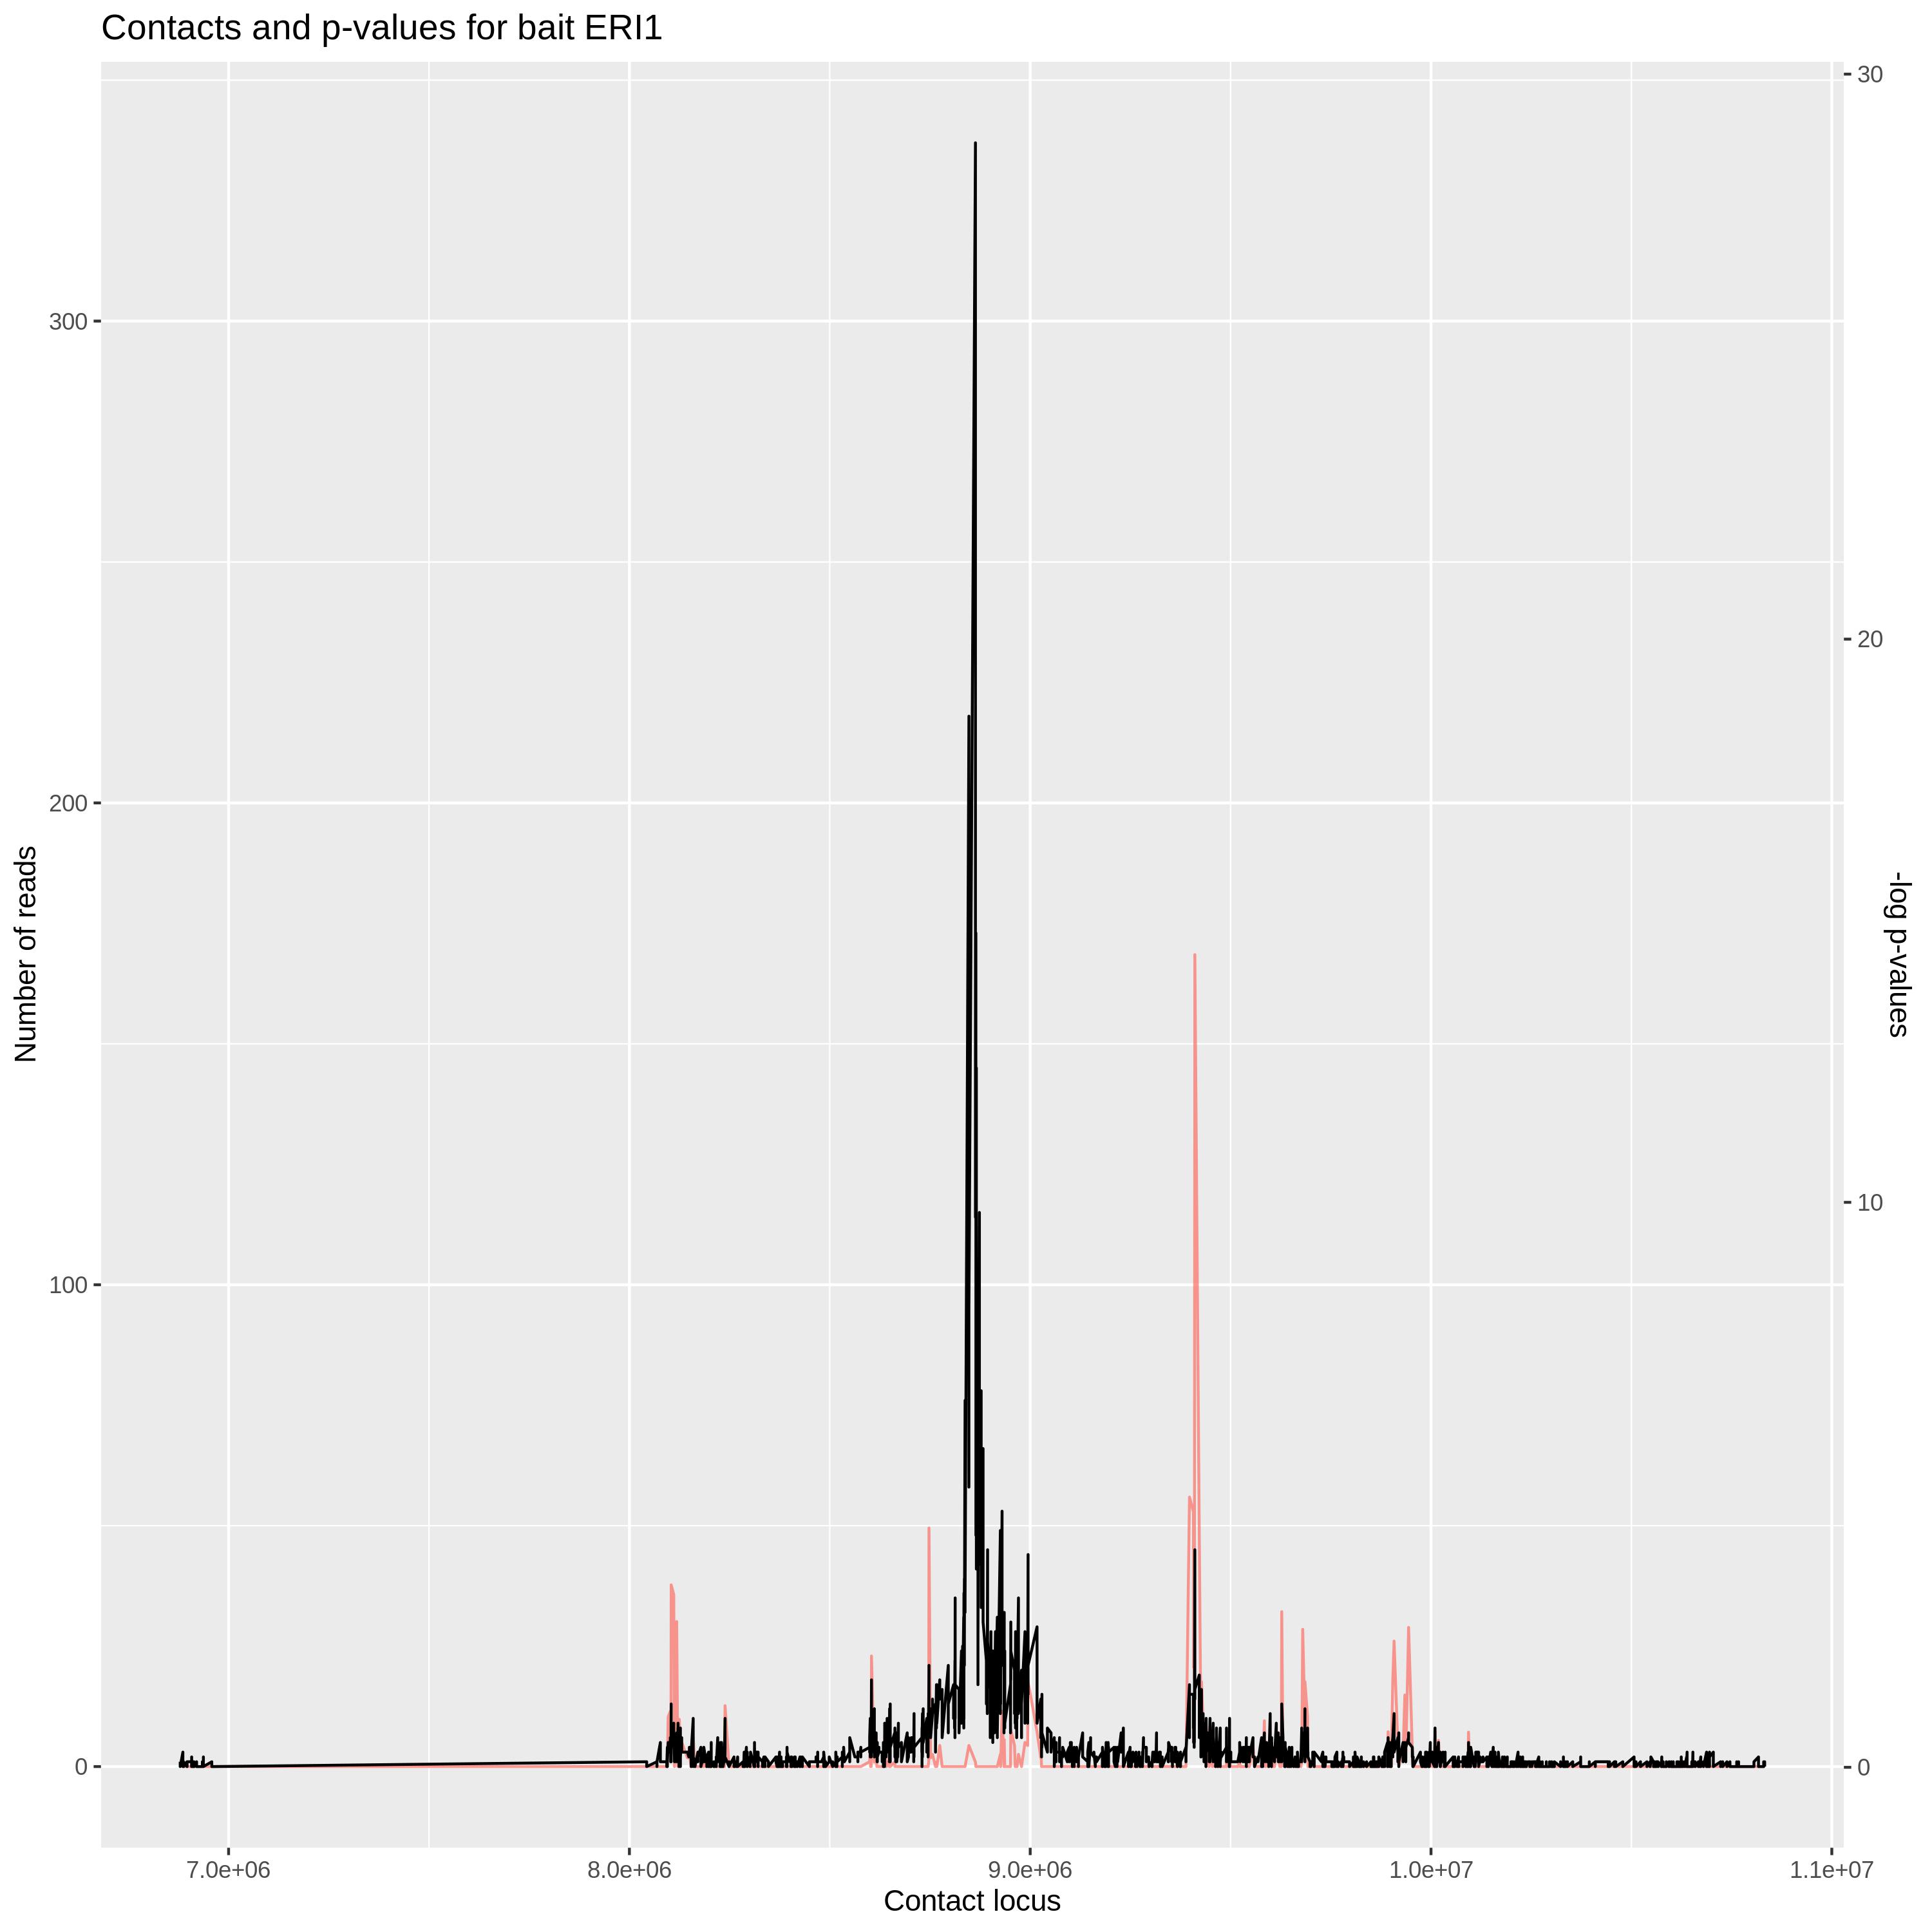 Contacts and p-values for bait ERI1
30
300
20
200
Number of reads
-log p-values
10
100
0
0
7.0e+06
8.0e+06
9.0e+06
1.0e+07
1.1e+07
Contact locus